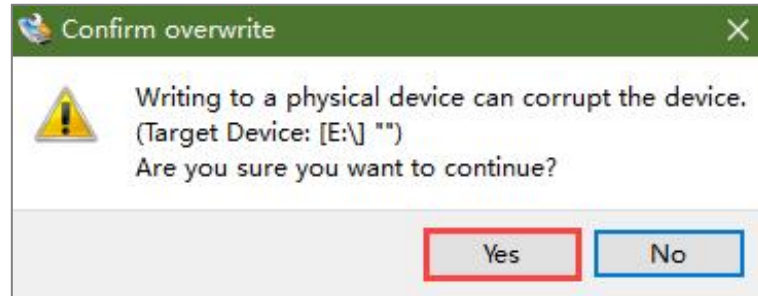 Confirm overwrite
Writing to a physical device can corrupt the device.
(Target Device: [E:\] "")
Are you sure you want to continue?
Yes No